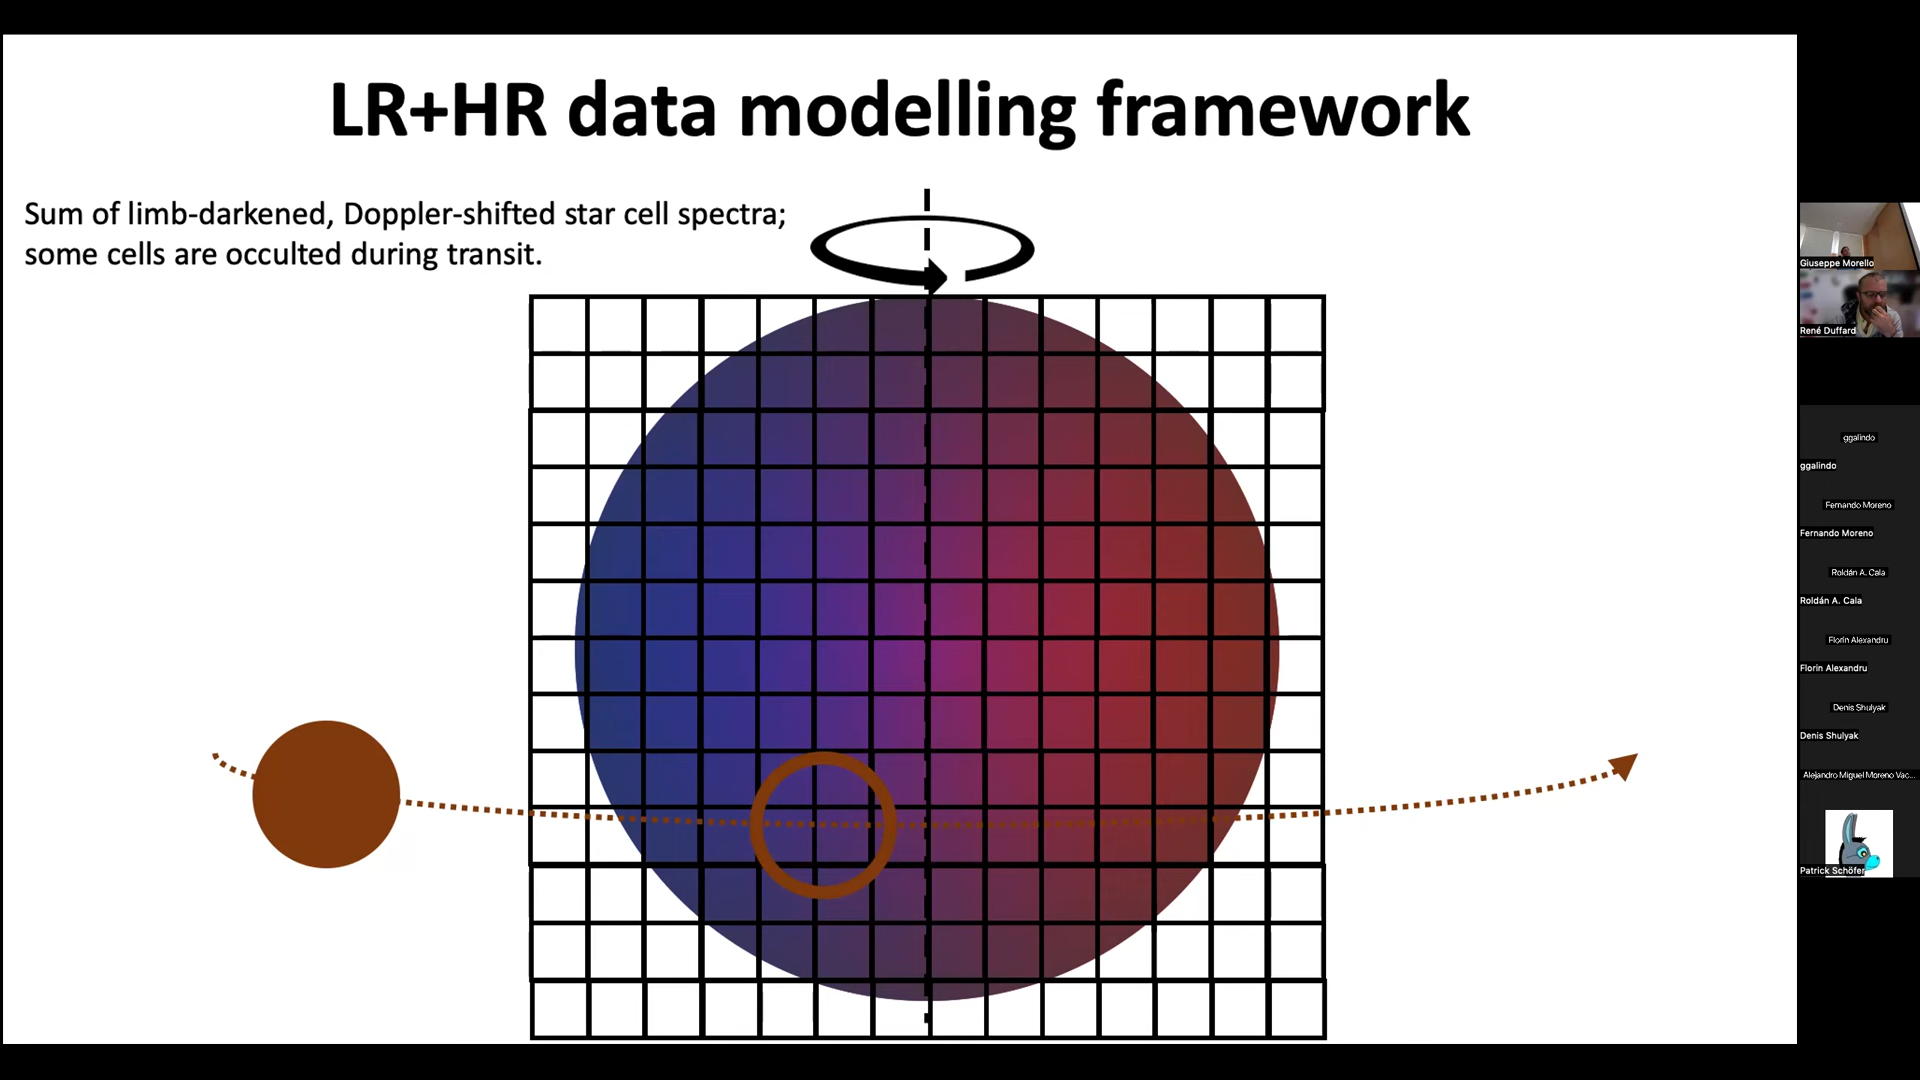 LR+HR data modelling framework
Sum of limb-darkened, Doppler-shifted star cell spectra;
some cells are occulted during transit.
Giuseppe Morello
René Duffard
ggalindo
ggalindo
Fernando Moreno
Fernando Moreno
Roldán A. Cala
Roldán A. Cala
Florin Alexandru
Florin Alexandru
Denis Shulyak
Denis Shulyak
Alejandro Miguel Moreno Vac...
Patrick Schöfer